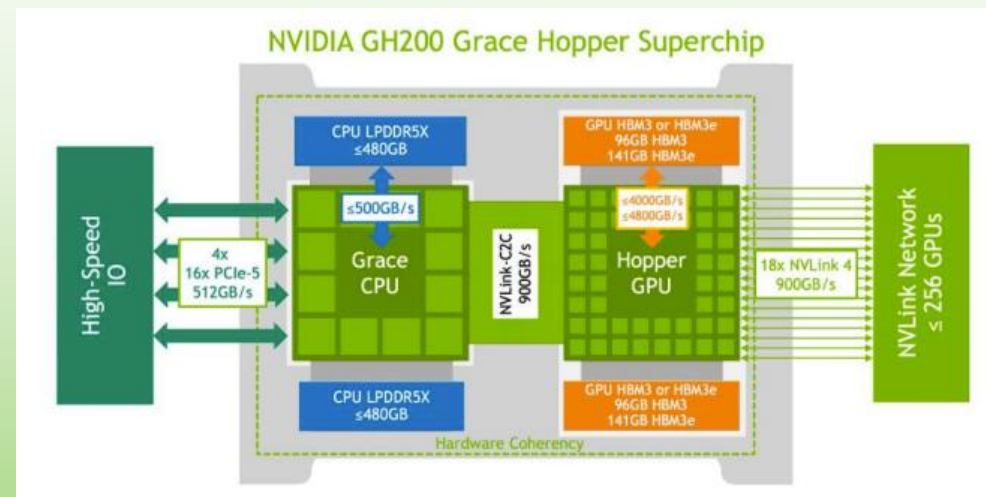 NVIDIA GH200 Grace Hopper Superchip
High-Speed
IO
4x
16x PCIe-5
512GB/s
CPU LPDDR5X
≤480GB
≤500GB/s
Grace
CPU
CPU LPDDR5X
≤480GB
NVLink-C2C
900GB/s
GPU HBM3 or HBM3e
96GB HBM3
141GB HBM3e
≤4000GB/s
≤4800GB/s
Hopper
GPU
GPU HBM3 or HBM3e
96GB HBM3
141GB HBM3e
18x NVLink 4
900GB/s
NVLink Network
≤ 256 GPUs
Hardware Coherency